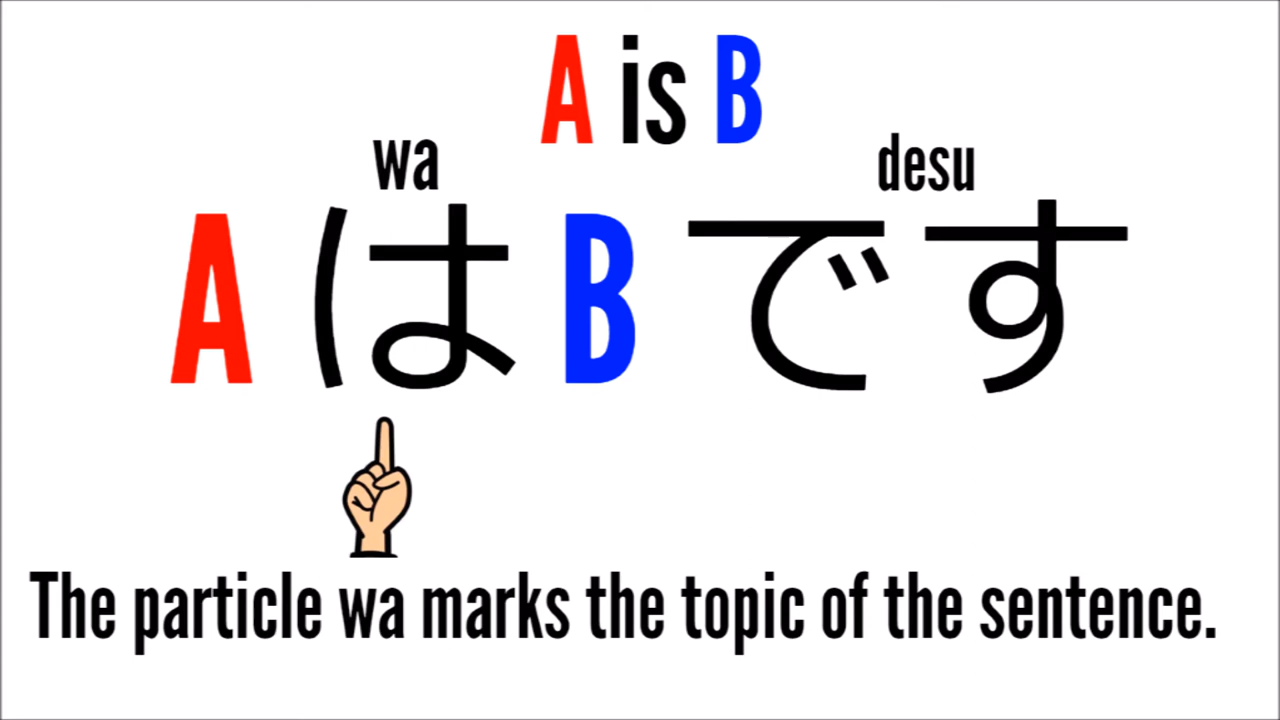 A is B
wa desu
A は B です
The particle wa marks the topic of the sentence.